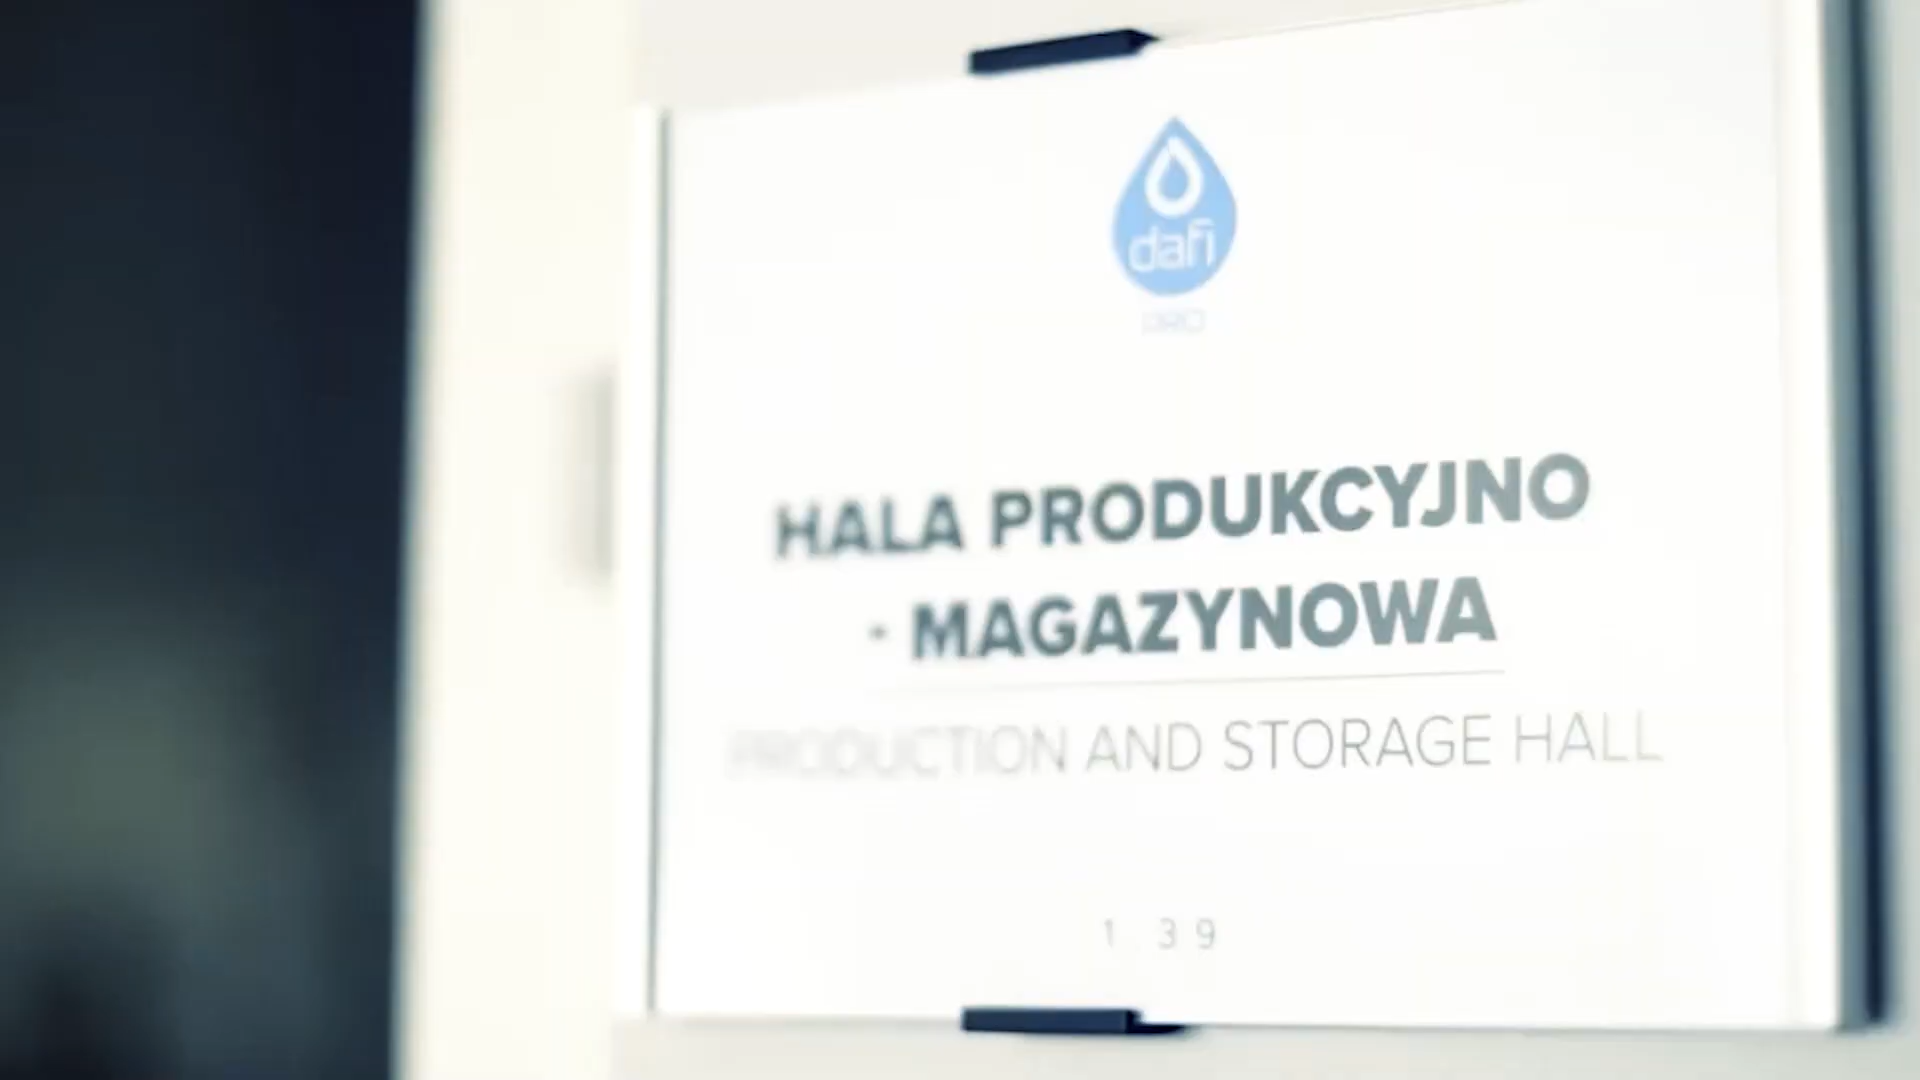 dafi
HALA PRODUKCYJNO
- MAGAZYNOWA
PRODUCTION AND STORAGE HALL
1.39